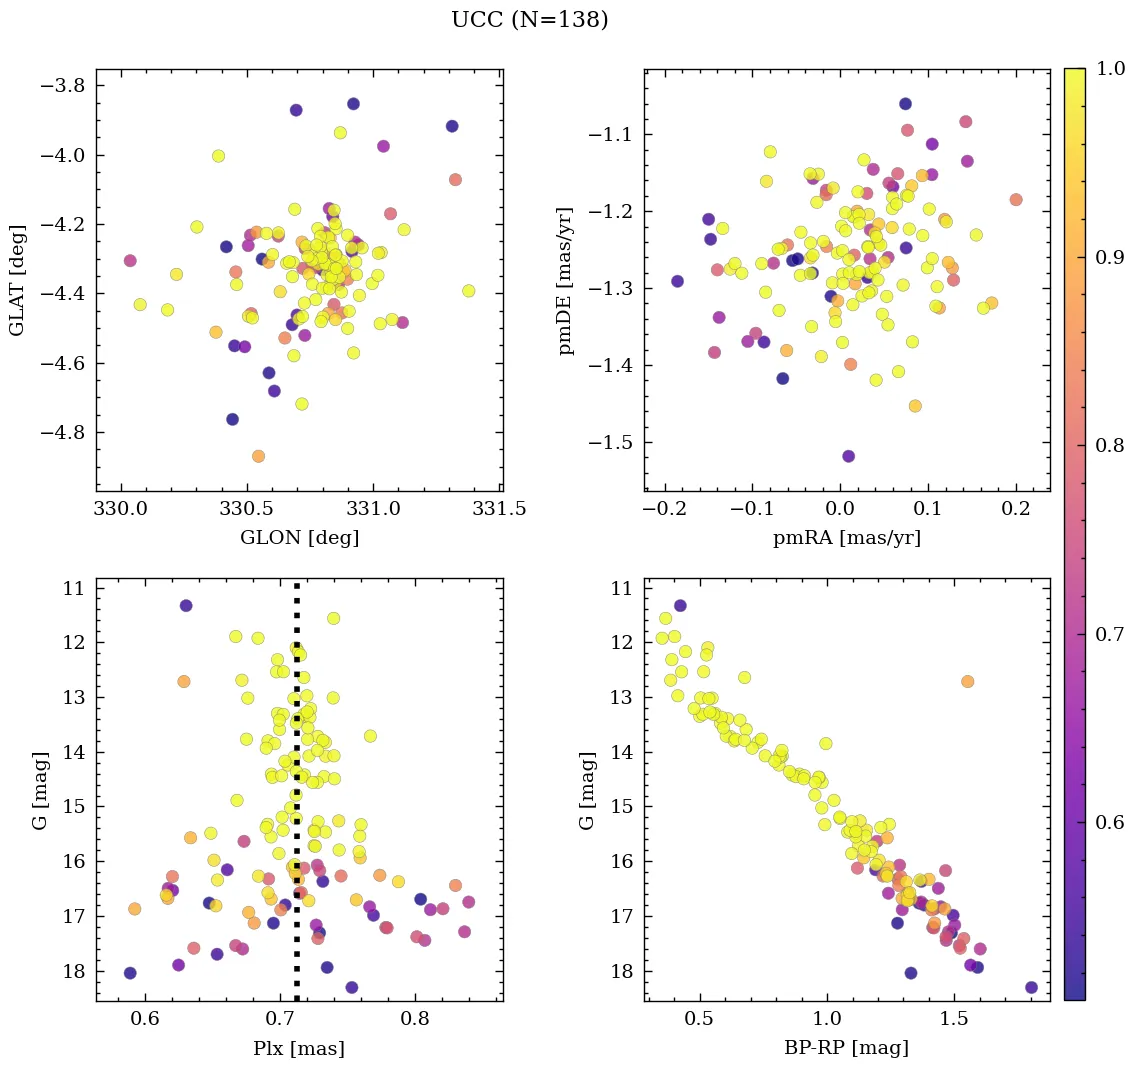 UCC (N=138)
−3.8
−4.0
−4.2
−4.4
−4.6
−4.8
GLAT [deg]
330.0 330.5 331.0 331.5
GLON [deg]
−1.1
−1.2
−1.3
−1.4
−1.5
pmDE [mas/yr]
−0.2 −0.1 0.0 0.1 0.2
pmRA [mas/yr]
1.0
0.9
0.8
0.7
0.6
11
12
13
14
15
16
17
18
G [mag]
0.6 0.7 0.8
Plx [mas]
11
12
13
14
15
16
17
18
G [mag]
0.5 1.0 1.5
BP-RP [mag]